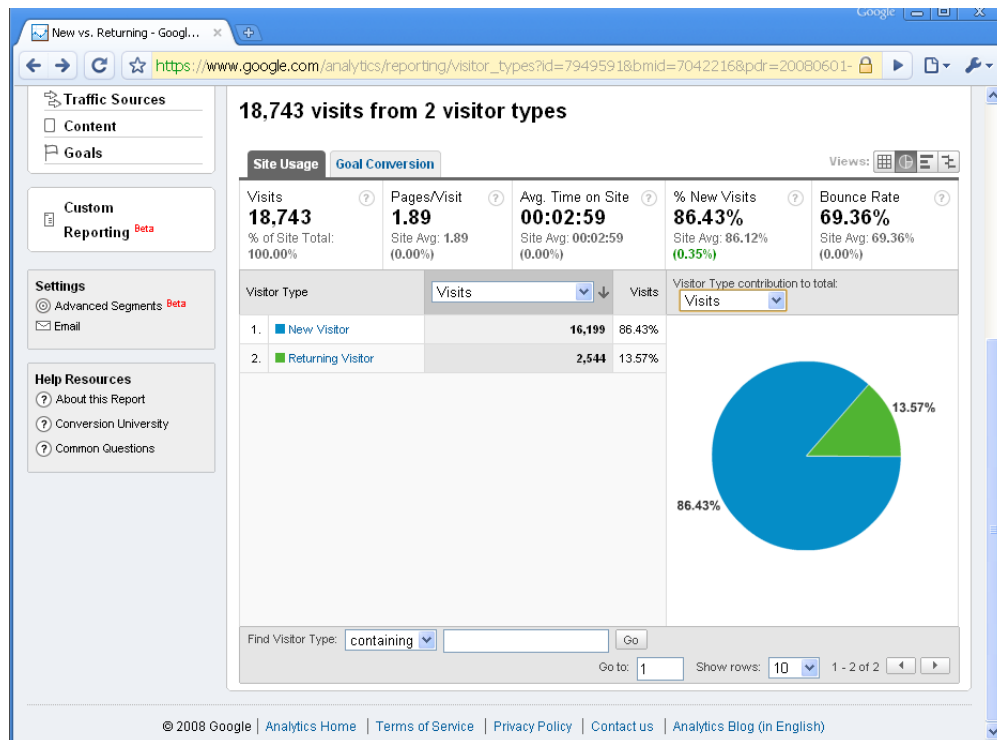 Google
New vs. Returning - Googl...
https://www.google.com/analytics/reporting/visitor_types?id=7949591&bmid=7042216&pdr=20080601-
Traffic Sources
Content
Goals
Custom
Reporting Beta
Settings
Advanced Segments Beta
Email
Help Resources
About this Report
Conversion University
Common Questions
18,743 visits from 2 visitor types
Site Usage Goal Conversion Views:
Visits Pages/Visit Avg. Time on Site % New Visits Bounce Rate
18,743 1.89 00:02:59 86.43% 69.36%
% of Site Total: Site Avg: 1.89 Site Avg: 00:02:59 Site Avg: 86.12% Site Avg: 69.36%
100.00% (0.00%) (0.00%) (0.35%) (0.00%)
Visitor Type Visits Visits
Visitor Type contribution to total:
Visits
1. New Visitor 16,199 86.43%
2. Returning Visitor 2,544 13.57%
13.57%
86.43%
Find Visitor Type: containing Go
Go to: 1 Show rows: 10 1 - 2 of 2
© 2008 Google | Analytics Home | Terms of Service | Privacy Policy | Contact us | Analytics Blog (in English)